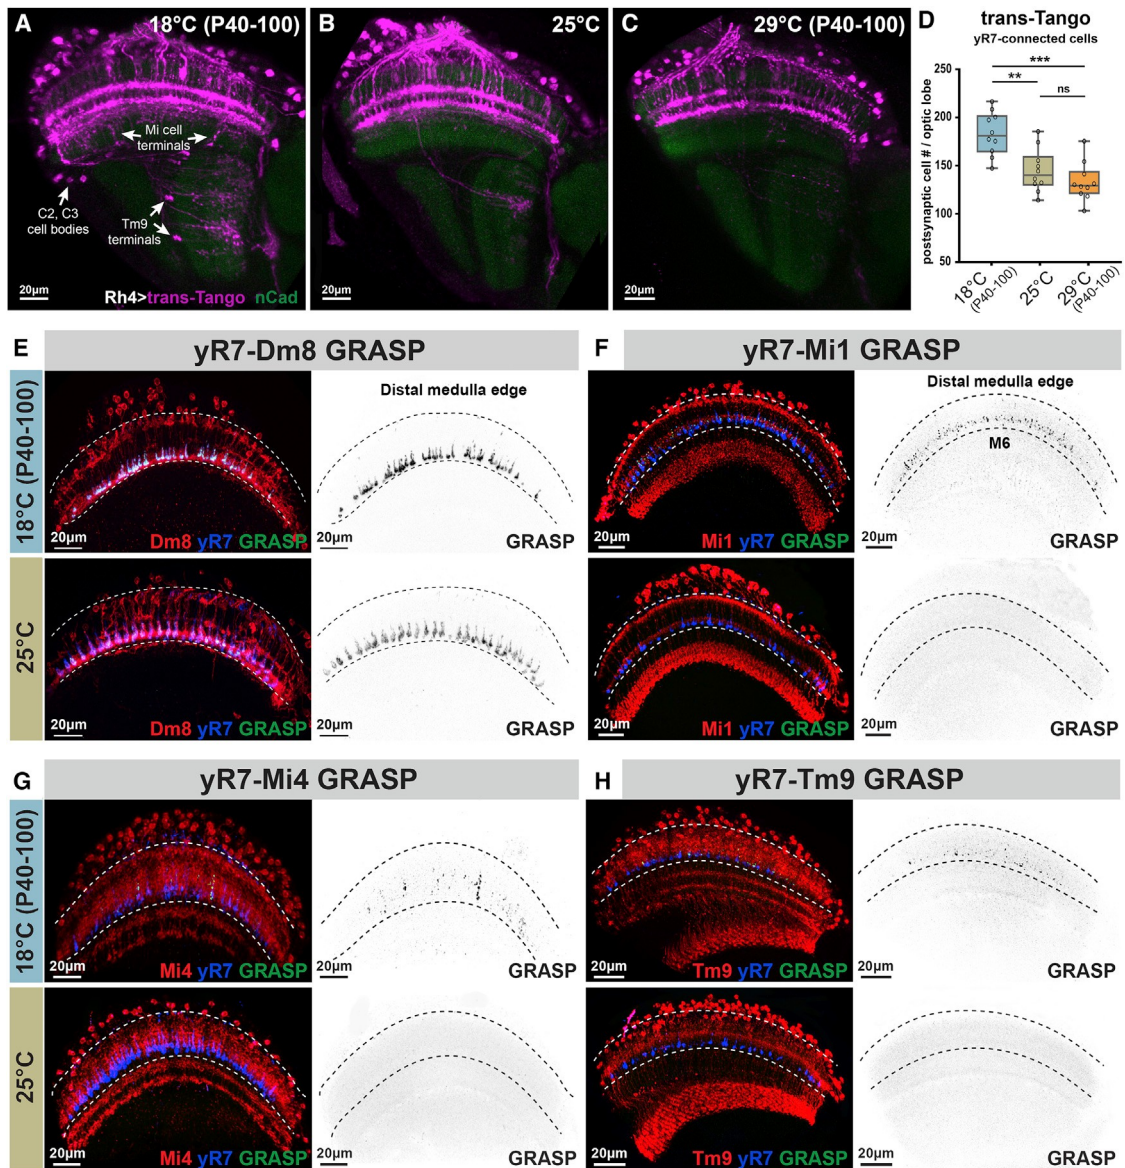 A
18°C (P40-100)
Mi cell
terminals
C2, C3
cell bodies
Tm9
terminals
20µm
Rh4>trans-Tango nCad
B
25°C
20µm
C
29°C (P40-100)
20µm
D
trans-Tango
yR7-connected cells
***
**
ns
250
200
150
100
50
postsynaptic cell # / optic lobe
18°C
(P40-100)
25°C
29°C
(P40-100)
E
yR7-Dm8 GRASP
18°C (P40-100)
20µm
Dm8 yR7 GRASP
Distal medulla edge
20µm
GRASP
25°C
20µm
Dm8 yR7 GRASP
20µm
GRASP
F
yR7-Mi1 GRASP
20µm
Mi1 yR7 GRASP
Distal medulla edge
M6
20µm
GRASP
20µm
Mi1 yR7 GRASP
20µm
GRASP
G
yR7-Mi4 GRASP
18°C (P40-100)
20µm
Mi4 yR7 GRASP
20µm
GRASP
25°C
20µm
Mi4 yR7 GRASP
20µm
GRASP
H
yR7-Tm9 GRASP
20µm
Tm9 yR7 GRASP
20µm
GRASP
20µm
Tm9 yR7 GRASP
20µm
GRASP